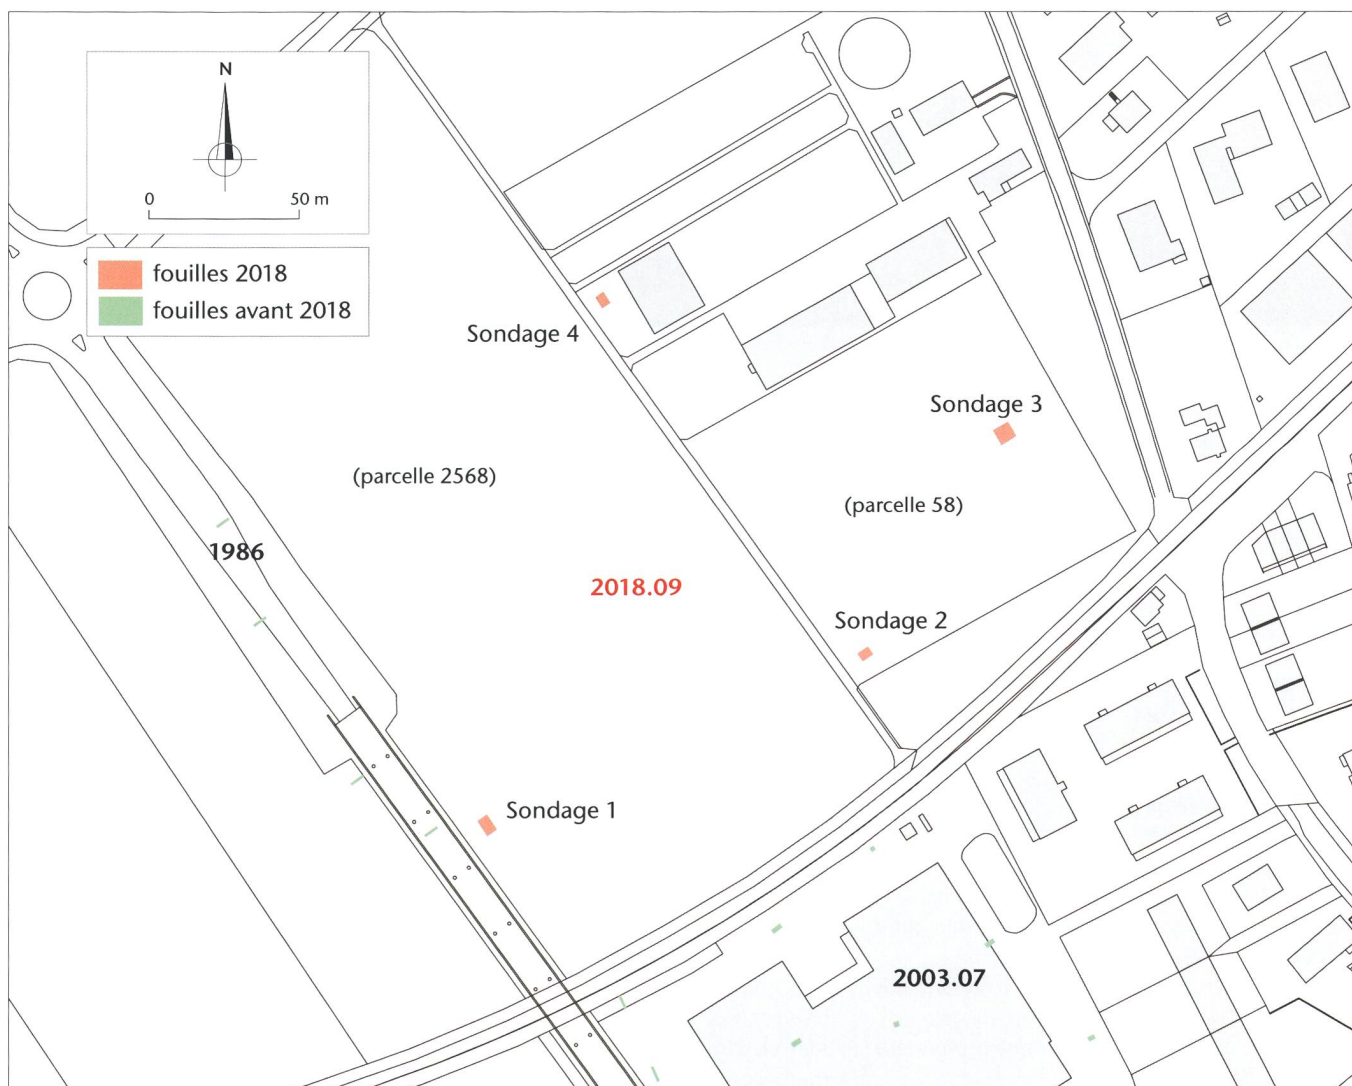 N
0 50 m
fouilles 2018
fouilles avant 2018
Sondage 4
Sondage 3
(parcelle 2568)
(parcelle 58)
1986
2018.09
Sondage 2
Sondage 1
2003.07